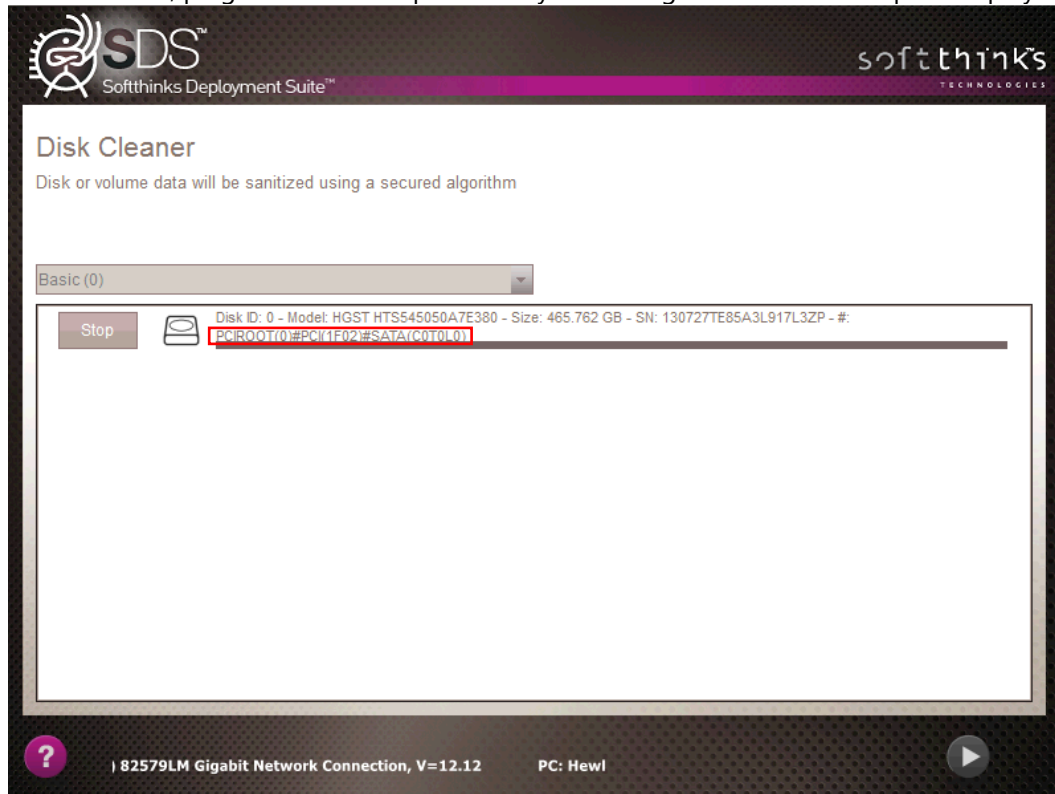 SDS™
Softthinks Deployment Suite™
softthinks™
TECHNOLOGIES
Disk Cleaner
Disk or volume data will be sanitized using a secured algorithm
Basic (0)
Stop
Disk ID: 0 - Model: HGST HTS545050A7E380 - Size: 465.762 GB - SN: 130727TE85A3L917L3ZP - #:
PCIROOT(0)#PCI(1F02)#SATA(C0T0L0)
?
) 82579LM Gigabit Network Connection, V=12.12 PC: Hewl